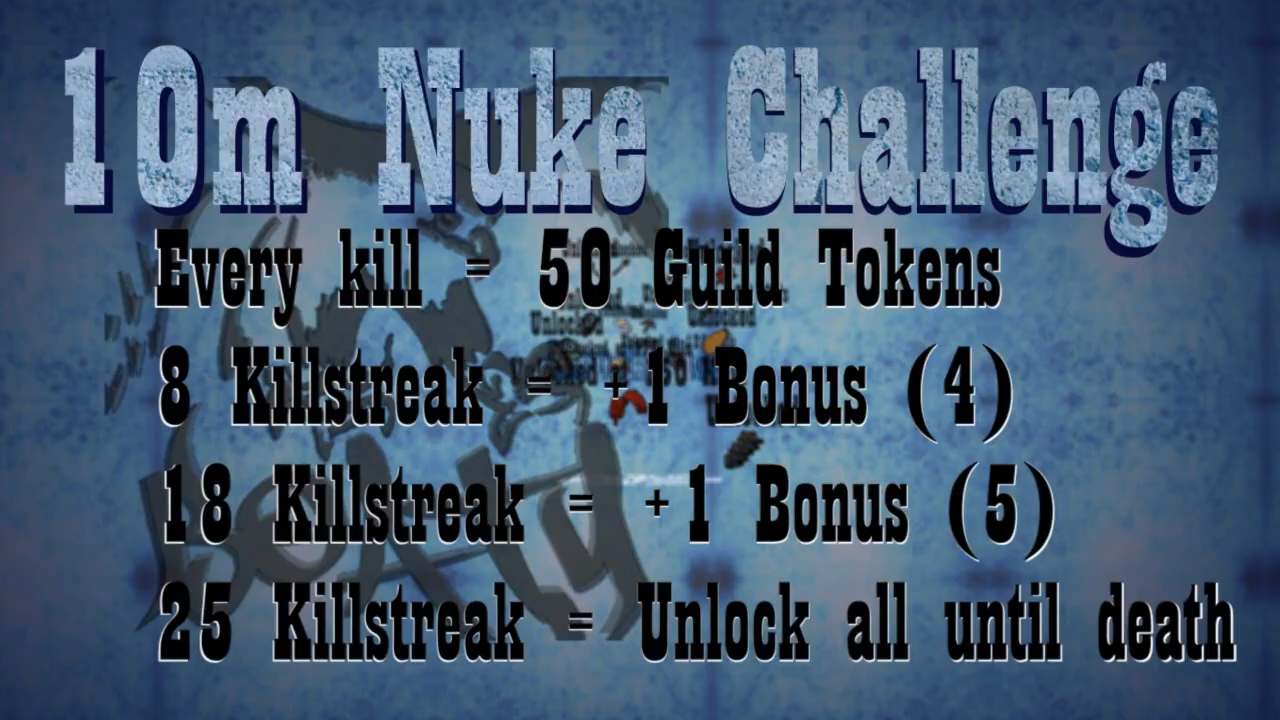 10m Nuke Challenge
Every kill = 50 Guild Tokens
8 Killstreak = +1 Bonus (4)
18 Killstreak = +1 Bonus (5)
25 Killstreak = Unlock all until death